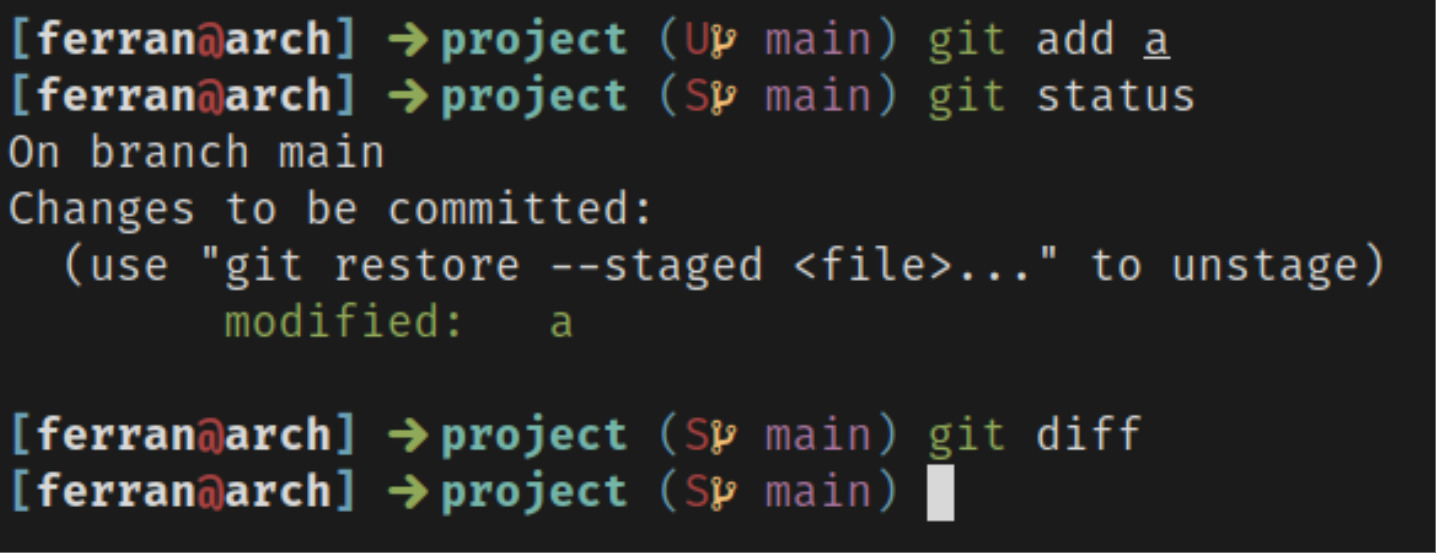 [ferran@arch] → project (U main) git add a
[ferran@arch] → project (S main) git status
On branch main
Changes to be committed:
  (use "git restore --staged <file>..." to unstage)
        modified:   a

[ferran@arch] → project (S main) git diff
[ferran@arch] → project (S main)